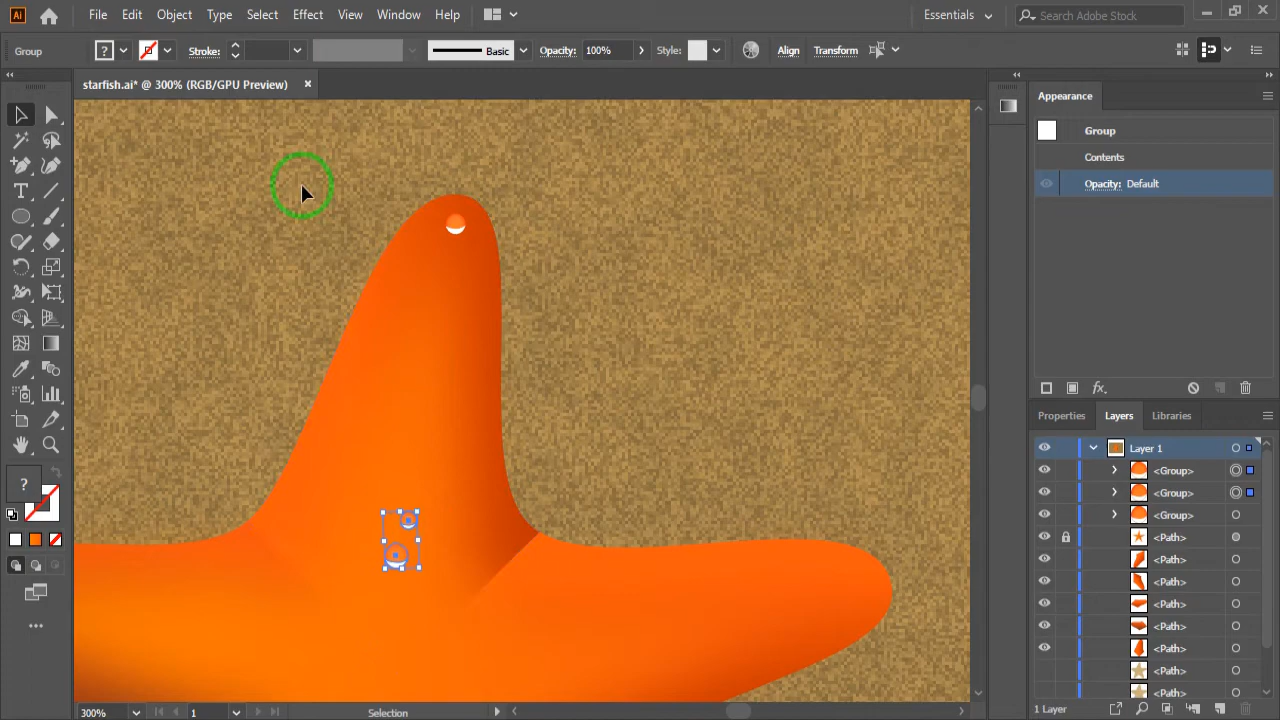 Ai File Edit Object Type Select Effect View Window Help Essentials Search Adobe Stock
Group ? Stroke: Basic Opacity: 100% Style: Align Transform
starfish.ai* @ 300% (RGB/GPU Preview) ×
Appearance
Group
Contents
Opacity: Default
fx
Properties Layers Libraries
Layer 1
<Group>
<Group>
<Group>
<Path>
<Path>
<Path>
<Path>
<Path>
<Path>
<Path>
<Path>
?
300% 1 Selection 1 Layer